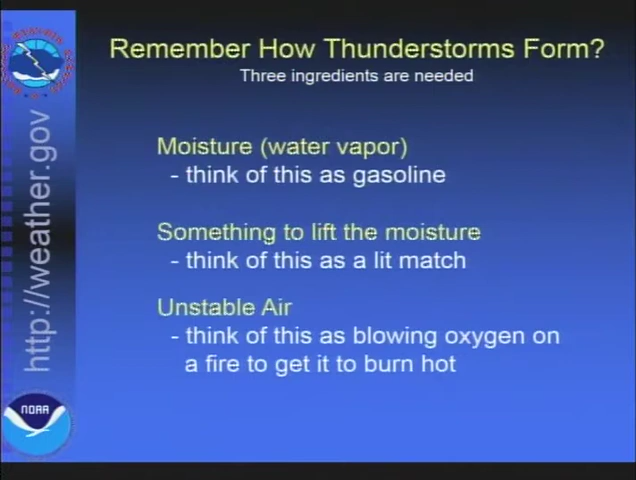 Remember How Thunderstorms Form?
Three ingredients are needed
Moisture (water vapor)
- think of this as gasoline
Something to lift the moisture
- think of this as a lit match
Unstable Air
- think of this as blowing oxygen on
a fire to get it to burn hot
http://weather.gov
NOAA